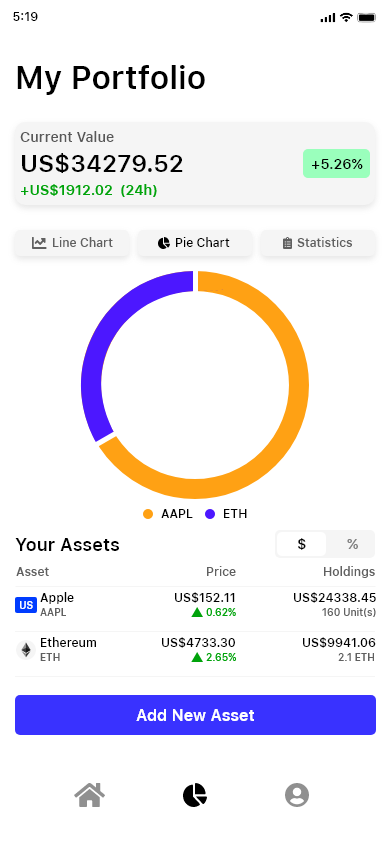 5:19
My Portfolio
Current Value
US$34279.52
+5.26%
+US$1912.02 (24h)
Line Chart
Pie Chart
Statistics
AAPL
ETH
Your Assets
$
%
Asset Price Holdings
US Apple US$152.11 US$24338.45
AAPL 0.62% 160 Unit(s)
Ethereum US$4733.30 US$9941.06
ETH 2.65% 2.1 ETH
Add New Asset